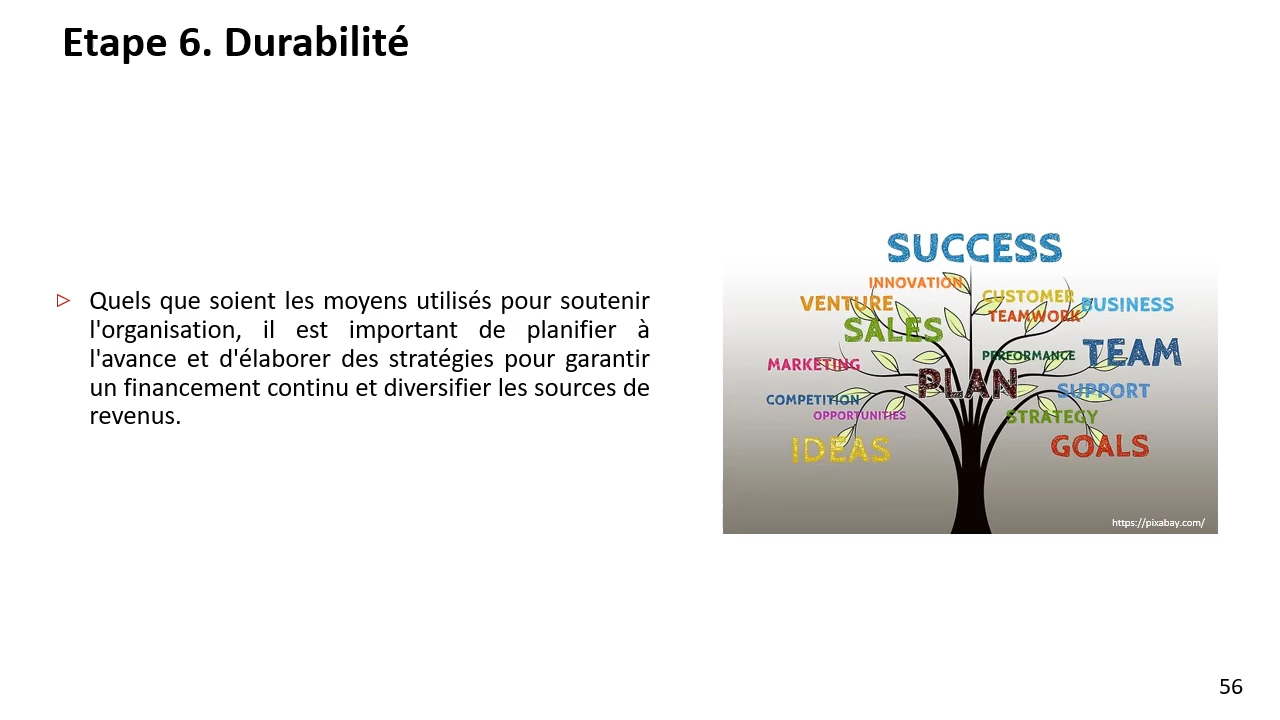 Etape 6. Durabilité
Quels que soient les moyens utilisés pour soutenir
l'organisation, il est important de planifier à
l'avance et d'élaborer des stratégies pour garantir
un financement continu et diversifier les sources de
revenus.
SUCCESS
INNOVATION
CUSTOMER
VENTURE
BUSINESS
TEAMWORK
SALES
PERFORMANCE
TEAM
MARKETING
PLAN
SUPPORT
COMPETITION
OPPORTUNITIES
STRATEGY
IDEAS
GOALS
https://pixabay.com/
56